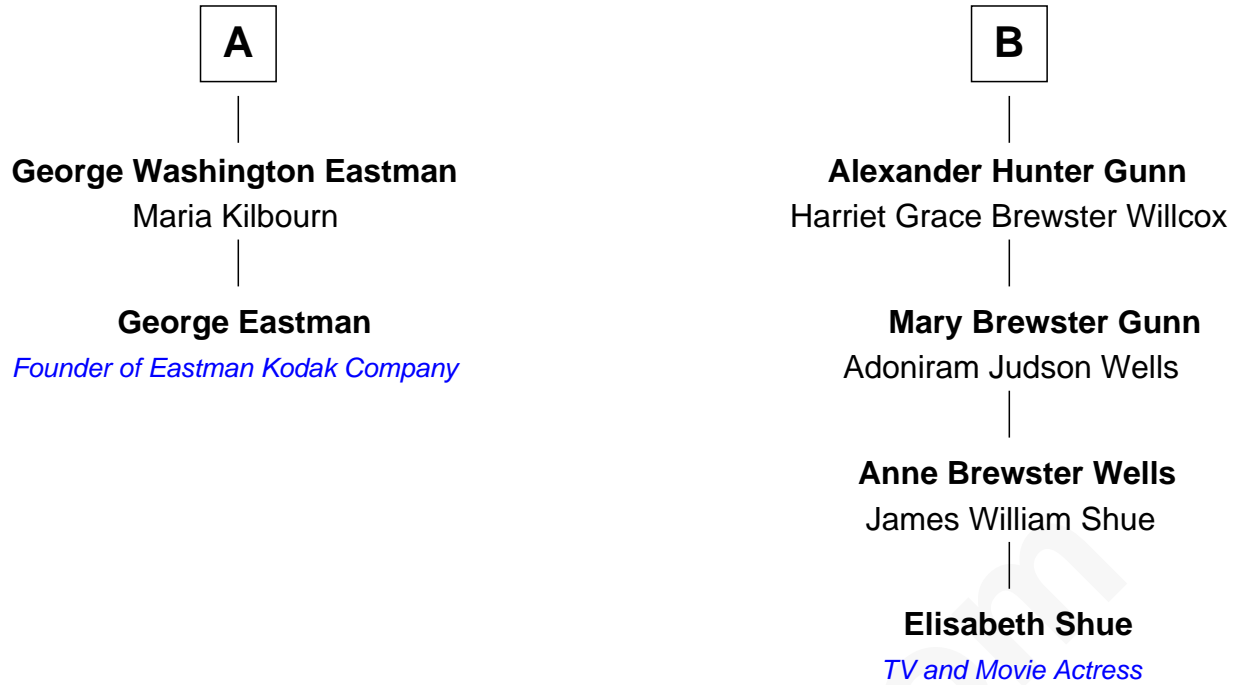 A
George Washington Eastman
Maria Kilbourn
George Eastman
Founder of Eastman Kodak Company
B
Alexander Hunter Gunn
Harriet Grace Brewster Willcox
Mary Brewster Gunn
Adoniram Judson Wells
Anne Brewster Wells
James William Shue
Elisabeth Shue
TV and Movie Actress